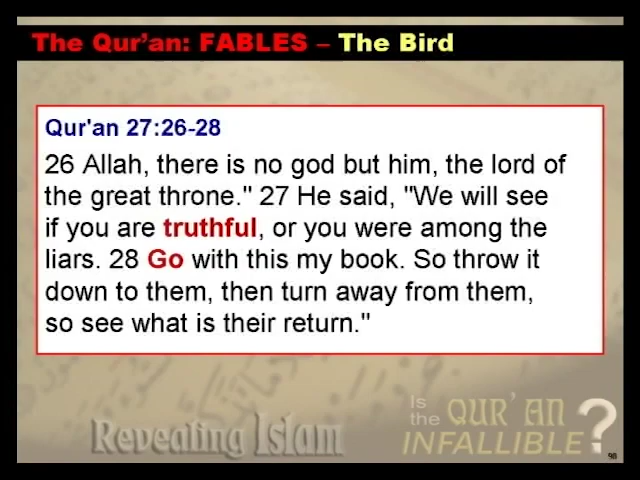 The Qur'an: FABLES – The Bird
Qur'an 27:26-28
26 Allah, there is no god but him, the lord of
the great throne." 27 He said, "We will see
if you are truthful, or you were among the
liars. 28 Go with this my book. So throw it
down to them, then turn away from them,
so see what is their return."
Revealing Islam
Is
the QUR'AN
INFALLIBLE?
98